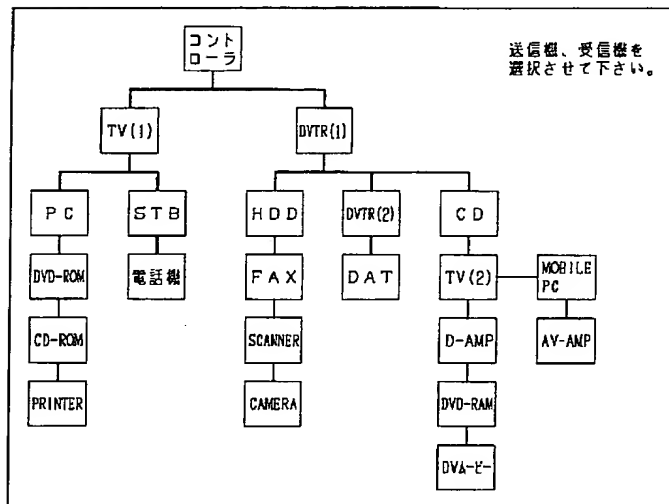 コント
ローラ
送信機、受信機を
選択させて下さい。
TV(1)
DVTR(1)
PC
STB
HDD
DVTR(2)
CD
DVD-ROM
電話機
FAX
DAT
TV(2)
MOBILE
PC
CD-ROM
SCANNER
D-AMP
AV-AMP
PRINTER
CAMERA
DVD-RAM
DVムービー